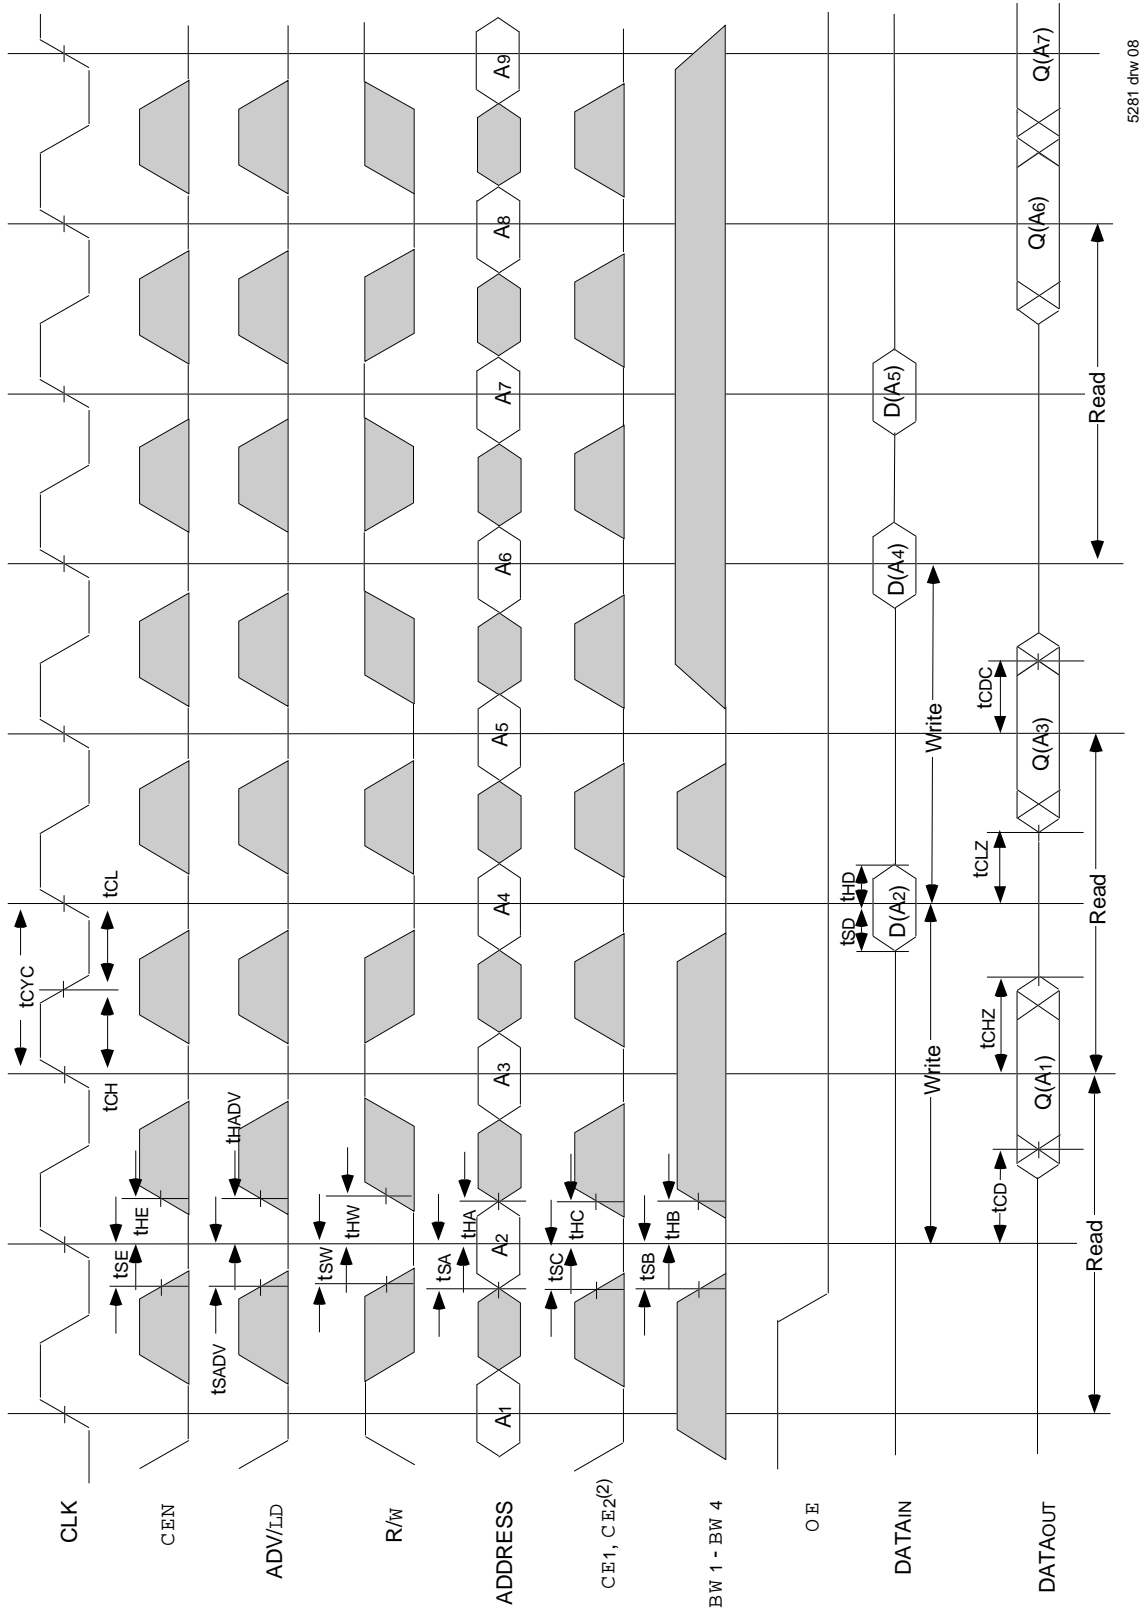 tCYC
CLK
tCH
tCL
tSE
tHE
CEN
tSADV
tHADV
ADV/LD
tSW
tHW
R/W
tSA
tHA
ADDRESS
A1
A2
A3
A4
A5
A6
A7
A8
A9
tSC
tHC
CE1, CE2(2)
tSB
tHB
BW1 - BW4
OE
tSD
tHD
DATAIN
D(A2)
D(A4)
D(A5)
Write
Write
tCD
tCHZ
tCLZ
tCDC
DATAOUT
Q(A1)
Q(A3)
Q(A6)
Q(A7)
Read
Read
Read
5281 drw 08